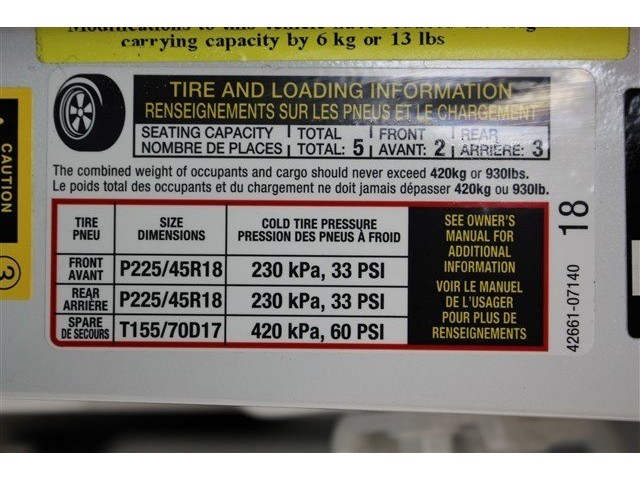 Modifications to this vehicle have
carrying capacity by 6 kg or 13 lbs
CAUTION
3
TIRE AND LOADING INFORMATION
RENSEIGNEMENTS SUR LES PNEUS ET LE CHARGEMENT
SEATING CAPACITY TOTAL FRONT REAR
NOMBRE DE PLACES TOTAL: 5 AVANT: 2 ARRIÈRE: 3
The combined weight of occupants and cargo should never exceed 420kg or 930lbs.
Le poids total des occupants et du chargement ne doit jamais dépasser 420kg ou 930lb.
TIRE PNEU SIZE DIMENSIONS COLD TIRE PRESSURE PRESSION DES PNEUS À FROID
FRONT AVANT P225/45R18 230 kPa, 33 PSI
REAR ARRIÈRE P225/45R18 230 kPa, 33 PSI
SPARE DE SECOURS T155/70D17 420 kPa, 60 PSI
SEE OWNER'S
MANUAL FOR
ADDITIONAL
INFORMATION
VOIR LE MANUEL
DE L'USAGER
POUR PLUS DE
RENSEIGNEMENTS
42661-07140 18